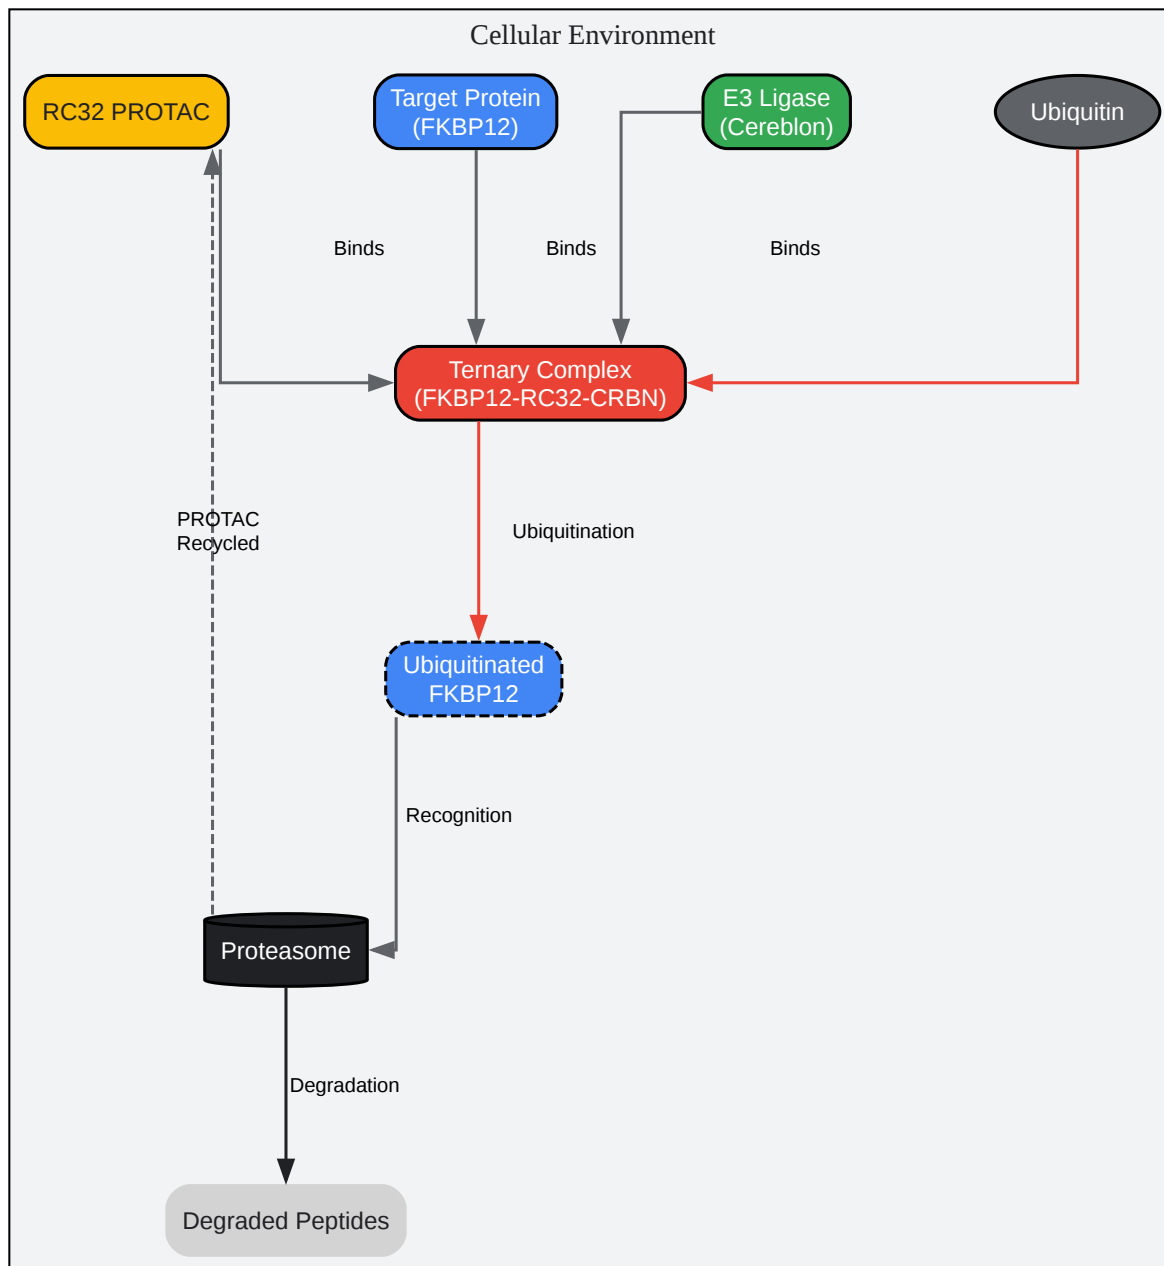 Cellular Environment
RC32 PROTAC
Target Protein
(FKBP12)
E3 Ligase
(Cereblon)
Ubiquitin
Binds
Binds
Binds
Ternary Complex
(FKBP12-RC32-CRBN)
PROTAC
Recycled
Ubiquitination
Ubiquitinated
FKBP12
Recognition
Proteasome
Degradation
Degraded Peptides